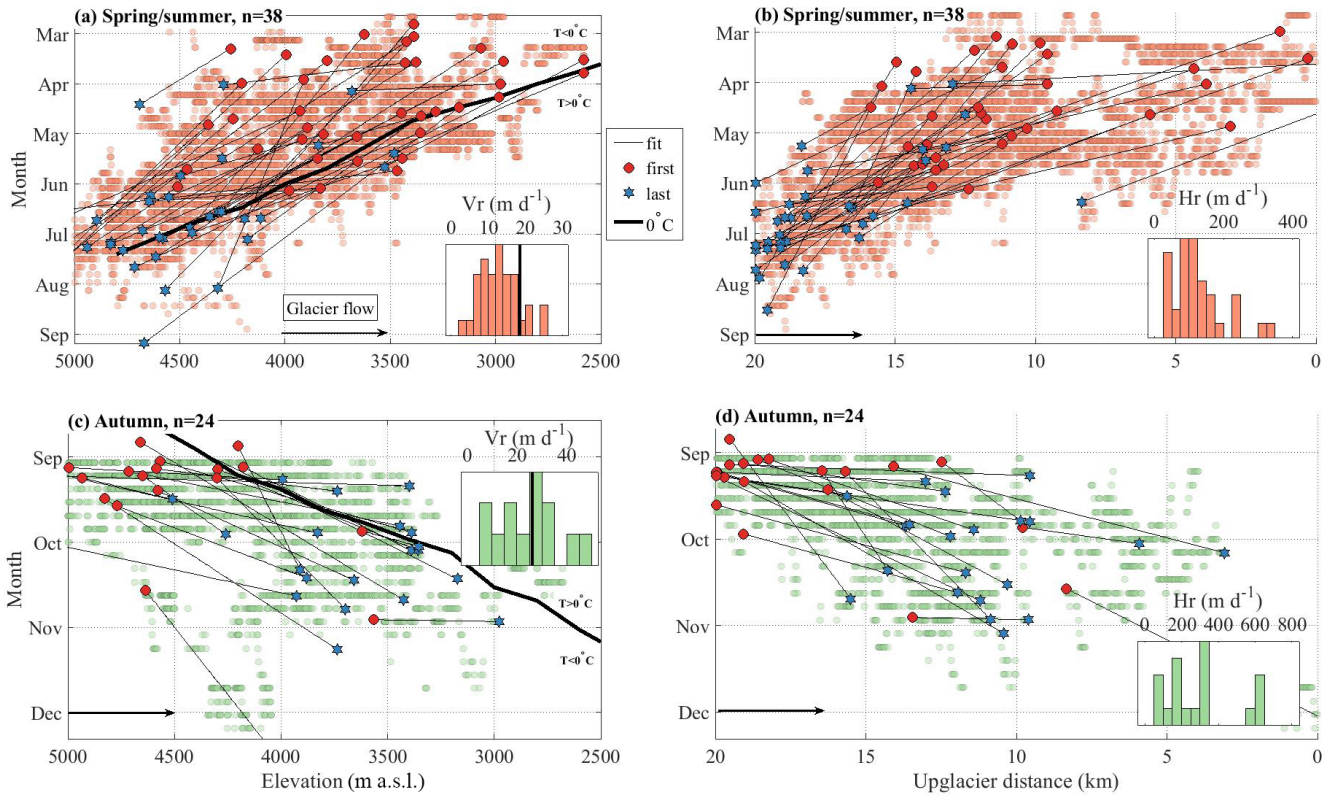 (a) Spring/summer, n=38
Mar
Apr
May
Jun
Jul
Aug
Sep
Month
T<0°C
T>0°C
Vr (m d⁻¹)
0 10 20 30
Glacier flow
5000 4500 4000 3500 3000 2500
fit
first
last
0°C
(b) Spring/summer, n=38
Mar
Apr
May
Jun
Jul
Aug
Sep
Hr (m d⁻¹)
0 200 400
20 15 10 5 0
(c) Autumn, n=24
Sep
Oct
Nov
Dec
Month
Vr (m d⁻¹)
0 20 40
T>0°C
T<0°C
5000 4500 4000 3500 3000 2500
Elevation (m a.s.l.)
(d) Autumn, n=24
Sep
Oct
Nov
Dec
Hr (m d⁻¹)
0 200 400 600 800
20 15 10 5 0
Upglacier distance (km)